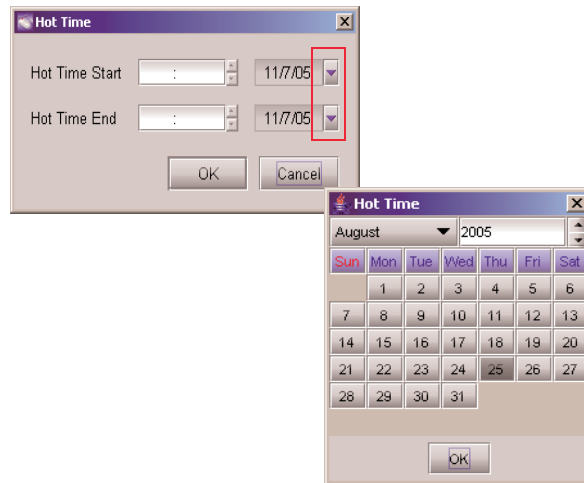 Hot Time
Hot Time Start : 11/7/05
Hot Time End : 11/7/05
OK Cancel
Hot Time
August 2005
Sun Mon Tue Wed Thu Fri Sat
1 2 3 4 5 6
7 8 9 10 11 12 13
14 15 16 17 18 19 20
21 22 23 24 25 26 27
28 29 30 31
OK